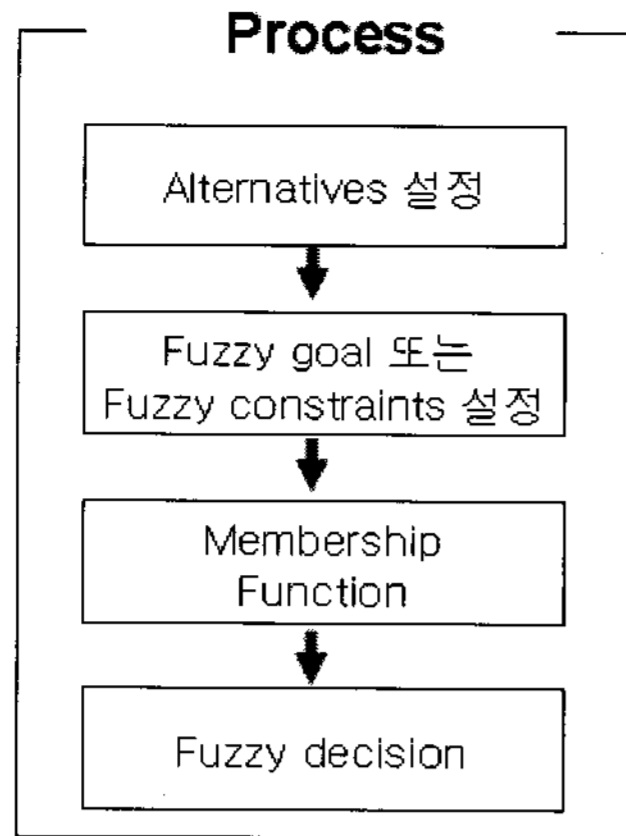 Process
Alternatives 설정
Fuzzy goal 또는
Fuzzy constraints 설정
Membership
Function
Fuzzy decision